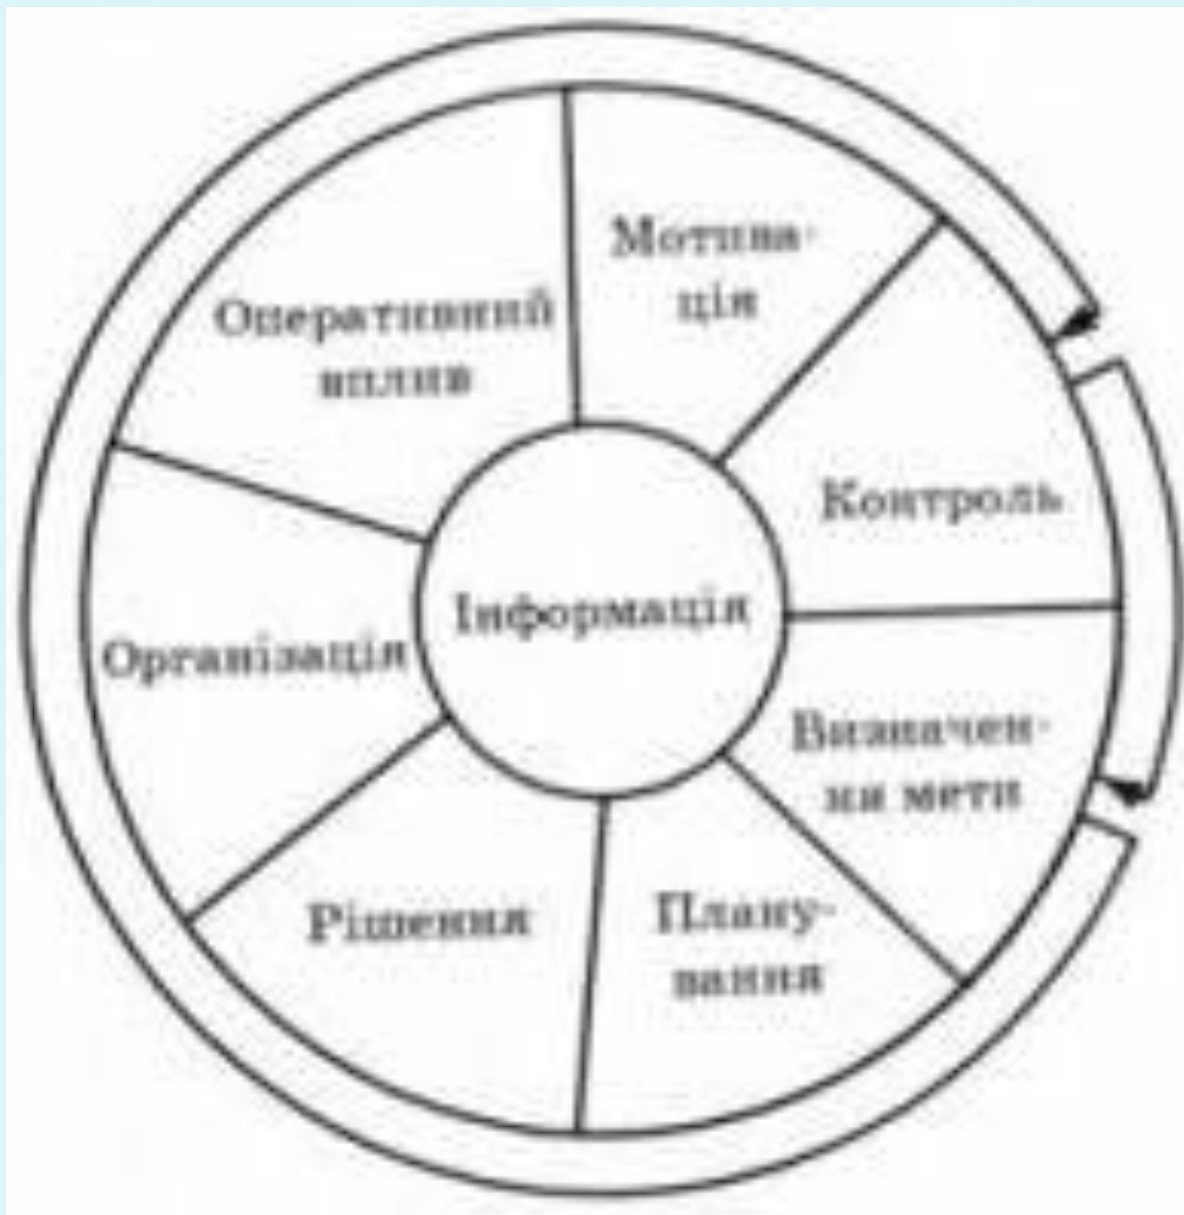 Мотива-
ція
Оперативний
вплив
Контроль
Інформація
Організація
Визначен-
ня мети
Рішення
Плану-
вання